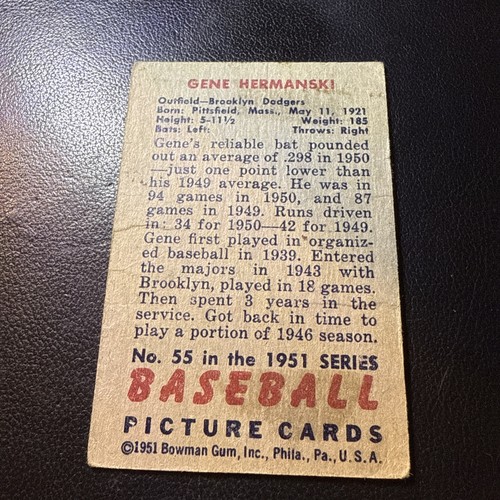 GENE HERMANSKI
Outfield—Brooklyn Dodgers
Born: Pittsfield, Mass., May 11, 1921
Height: 5-11½ Weight: 185
Bats: Left: Throws: Right
Gene's reliable bat pounded
out an average of .298 in 1950
—just one point lower than
his 1949 average. He was in
94 games in 1950, and 87
games in 1949. Runs driven
in: 34 for 1950—42 for 1949.
Gene first played in organiz-
ed baseball in 1939. Entered
the majors in 1943 with
Brooklyn, played in 18 games.
Then spent 3 years in the
service. Got back in time to
play a portion of 1946 season.
No. 55 in the 1951 SERIES
BASEBALL
PICTURE CARDS
©1951 Bowman Gum, Inc., Phila., Pa., U.S.A.